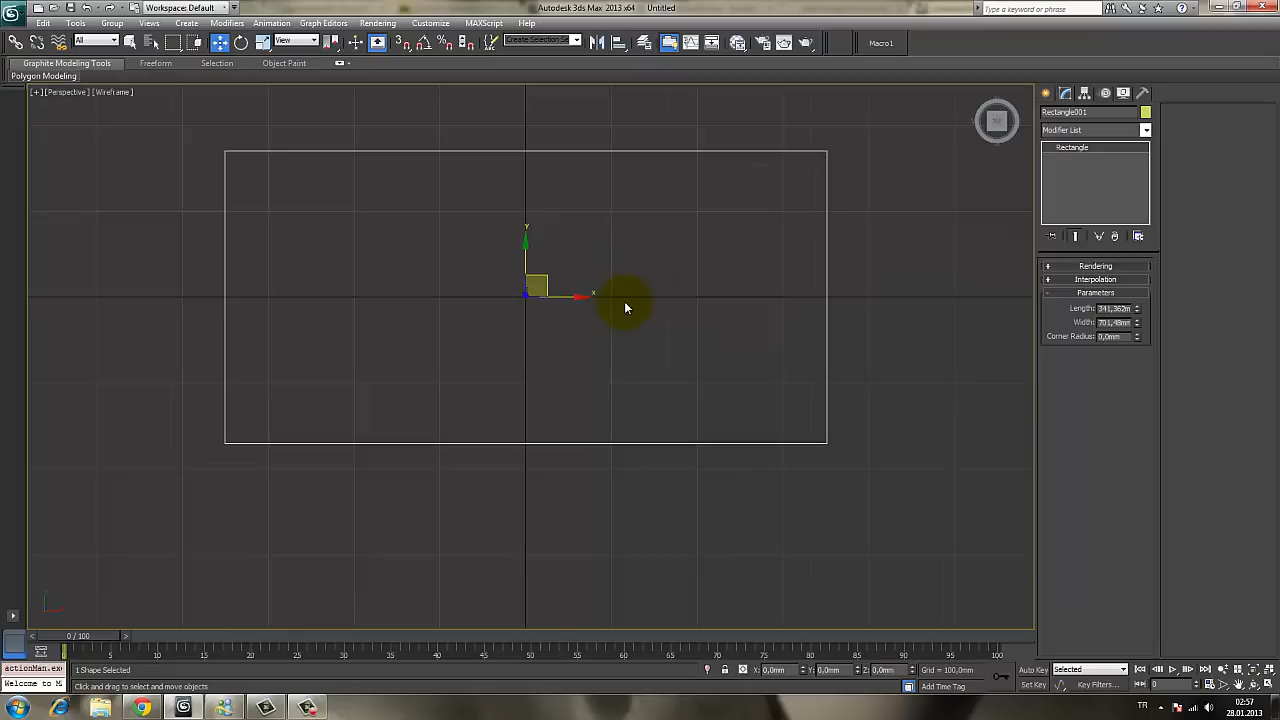 Workspace: Default
Autodesk 3ds Max 2013 x64 Untitled
Type a keyword or phrase
Edit Tools Group Views Create Modifiers Animation Graph Editors Rendering Customize MAXScript Help
All
View
Create Selection Se
Macro1
Graphite Modeling Tools Freeform Selection Object Paint
Polygon Modeling
[+] [Perspective] [Wireframe]
Rectangle001
Modifier List
Rectangle
Y
x
Rendering
Interpolation
Parameters
Length: 341,362m
Width: 701,48mm
Corner Radius: 0,0mm
0 / 100
0 5 10 15 20 25 30 35 40 45 50 55 60 65 70 75 80 85 90 95 100
actionMan.exe
1 Shape Selected
X: 0,0mm Y: 0,0mm Z: 0,0mm Grid = 100,0mm
Auto Key Selected
Welcome to M
Click and drag to select and move objects
Add Time Tag
Set Key Key Filters...
0
TR
02:57
28.01.2013